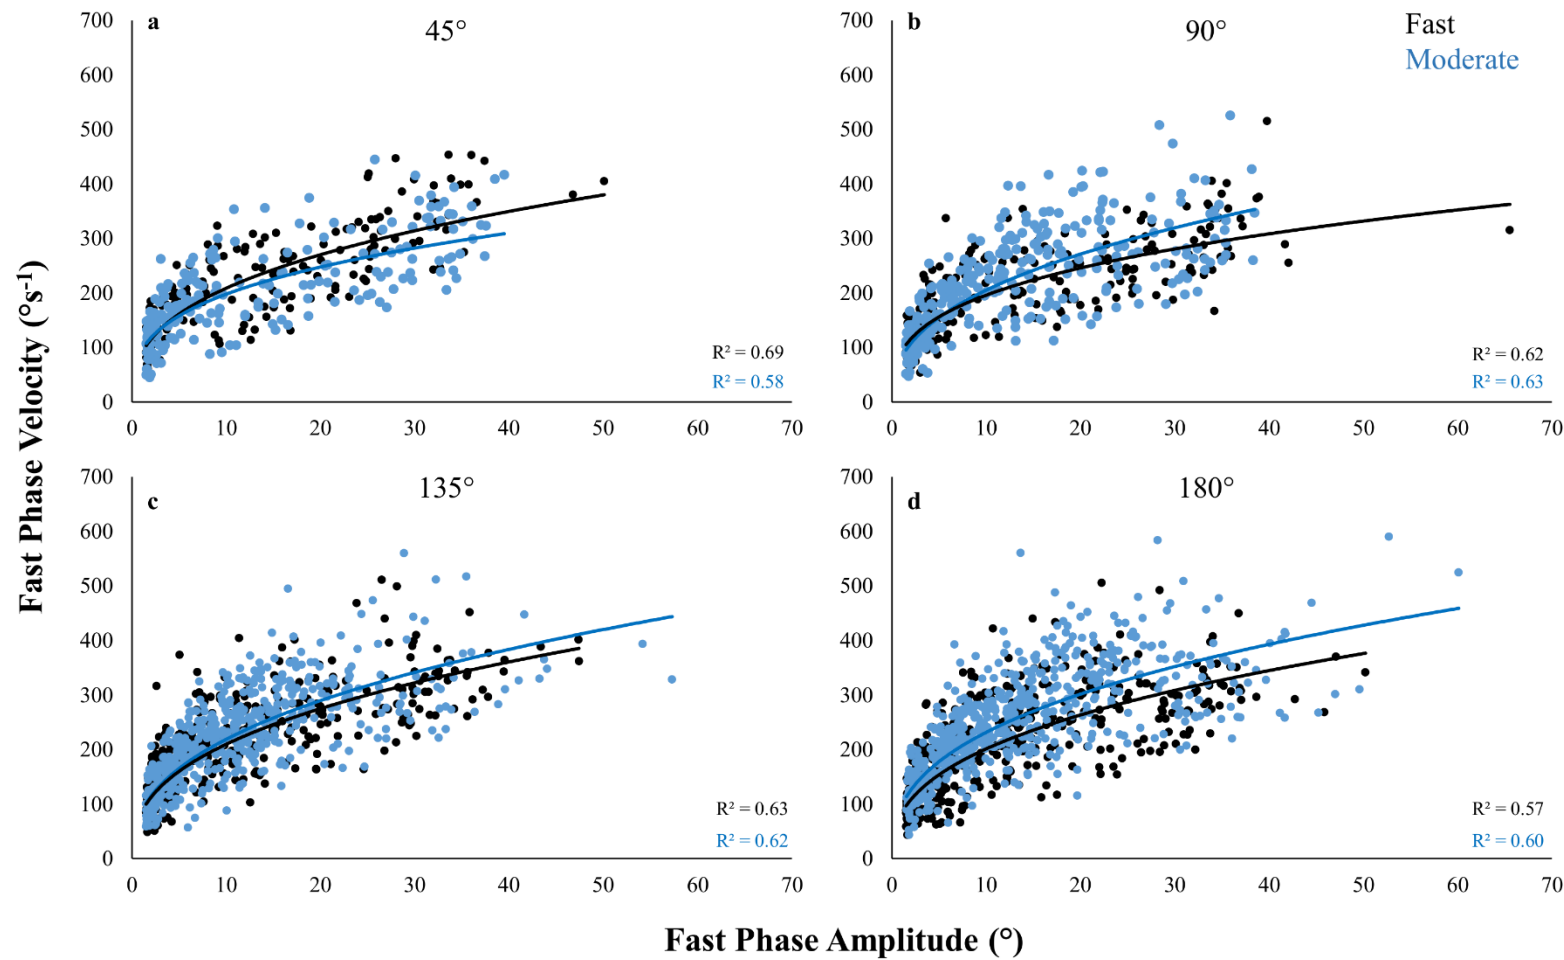 Fast Phase Velocity (°s⁻¹)
a
45°
700
600
500
400
300
200
100
0
0 10 20 30 40 50 60 70
R² = 0.69
R² = 0.58
b
90°
Fast
Moderate
700
600
500
400
300
200
100
0
0 10 20 30 40 50 60 70
R² = 0.62
R² = 0.63
c
135°
700
600
500
400
300
200
100
0
0 10 20 30 40 50 60 70
R² = 0.63
R² = 0.62
d
180°
700
600
500
400
300
200
100
0
0 10 20 30 40 50 60 70
R² = 0.57
R² = 0.60
Fast Phase Amplitude (°)